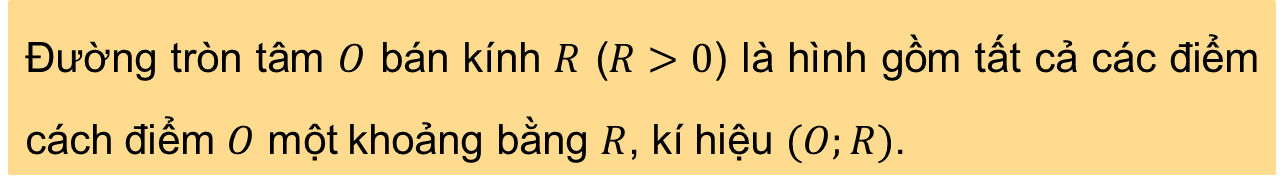 Đường tròn tâm O bán kính R (R > 0) là hình gồm tất cả các điểm
cách điểm O một khoảng bằng R, kí hiệu (O; R).